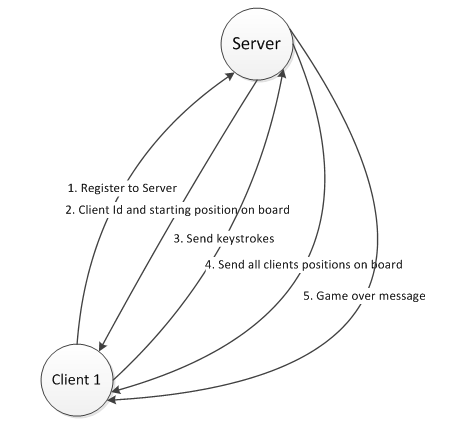 Server
1. Register to Server
2. Client Id and starting position on board
3. Send keystrokes
4. Send all clients positions on board
5. Game over message
Client 1